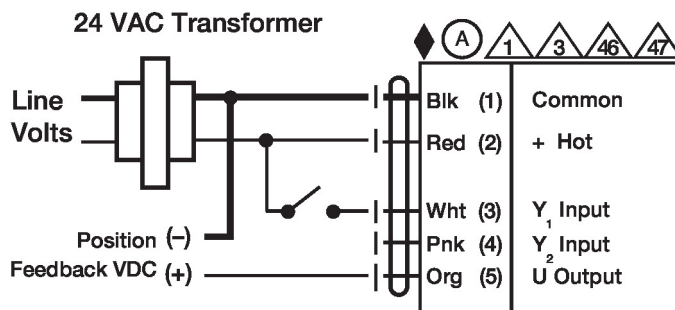 24 VAC Transformer
A 1 3 46 47
Line
Volts
Blk (1) Common
Red (2) + Hot
Wht (3) Y1 Input
Pnk (4) Y2 Input
Org (5) U Output
Position (–)
Feedback VDC (+)